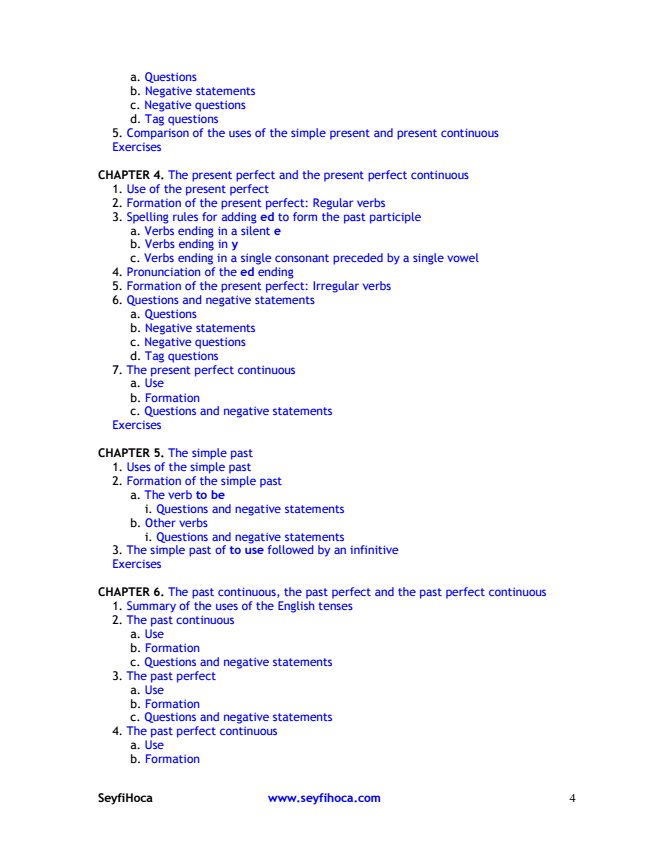 a. Questions
b. Negative statements
c. Negative questions
d. Tag questions
5. Comparison of the uses of the simple present and present continuous
Exercises
CHAPTER 4. The present perfect and the present perfect continuous
1. Use of the present perfect
2. Formation of the present perfect: Regular verbs
3. Spelling rules for adding ed to form the past participle
a. Verbs ending in a silent e
b. Verbs ending in y
c. Verbs ending in a single consonant preceded by a single vowel
4. Pronunciation of the ed ending
5. Formation of the present perfect: Irregular verbs
6. Questions and negative statements
a. Questions
b. Negative statements
c. Negative questions
d. Tag questions
7. The present perfect continuous
a. Use
b. Formation
c. Questions and negative statements
Exercises
CHAPTER 5. The simple past
1. Uses of the simple past
2. Formation of the simple past
a. The verb to be
i. Questions and negative statements
b. Other verbs
i. Questions and negative statements
3. The simple past of to use followed by an infinitive
Exercises
CHAPTER 6. The past continuous, the past perfect and the past perfect continuous
1. Summary of the uses of the English tenses
2. The past continuous
a. Use
b. Formation
c. Questions and negative statements
3. The past perfect
a. Use
b. Formation
c. Questions and negative statements
4. The past perfect continuous
a. Use
b. Formation
SeyfiHoca www.seyfihoca.com 4